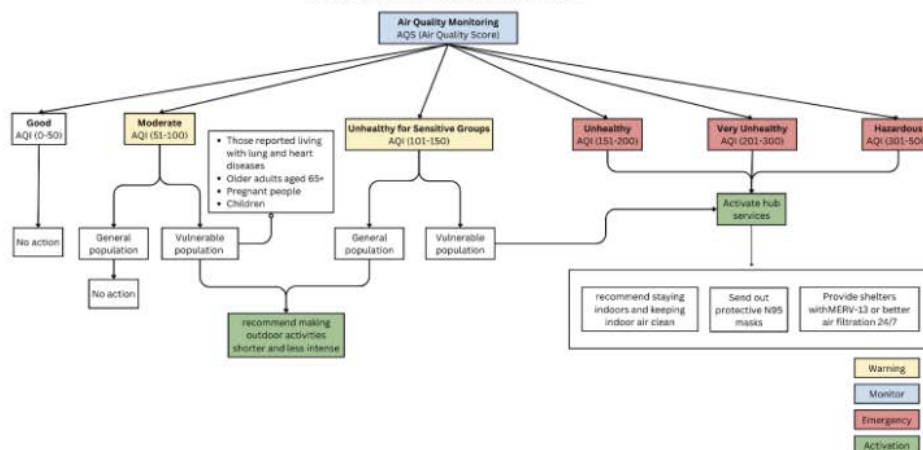 Air Quality Monitoring
AQS (Air Quality Score)
Good
AQI (0-50)
Moderate
AQI (51-100)
Those reported living
with lung and heart
diseases
Older adults aged 65+
Pregnant people
Children
Unhealthy for Sensitive Groups
AQI (101-150)
Unhealthy
AQI (151-200)
Very Unhealthy
AQI (201-300)
Hazardous
AQI (301-500
Activate hub
services
No action
General
population
Vulnerable
population
General
population
Vulnerable
population
No action
recommend making
outdoor activities
shorter and less intense
recommend staying
indoors and keeping
indoor air clean
Send out
protective N95
masks
Provide shelters
withMERV-13 or better
air filtration 24/7
Warning
Monitor
Emergency
Activation